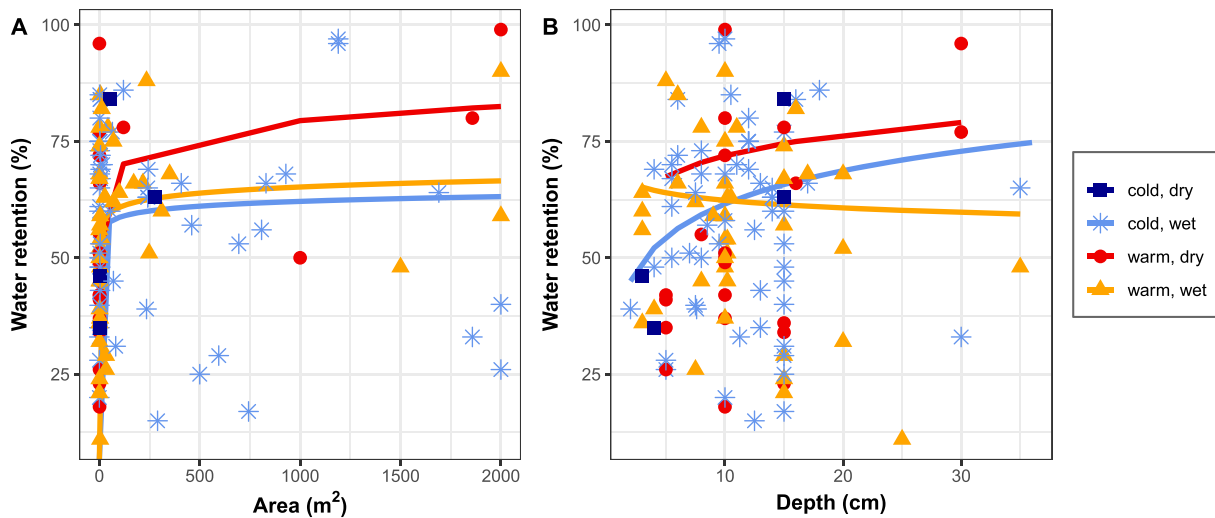 A
B
100
75
50
25
Water retention (%)
0
500
1000
1500
2000
Area (m²)
100
75
50
25
Water retention (%)
10
20
30
Depth (cm)
cold, dry
cold, wet
warm, dry
warm, wet